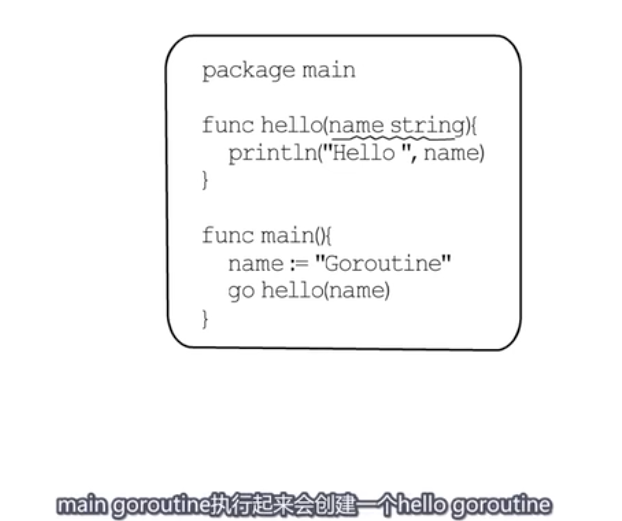 package main
func hello(name string){
println("Hello ", name)
}
func main(){
name := "Goroutine"
go hello(name)
}
main goroutine执行起来会创建一个hello goroutine